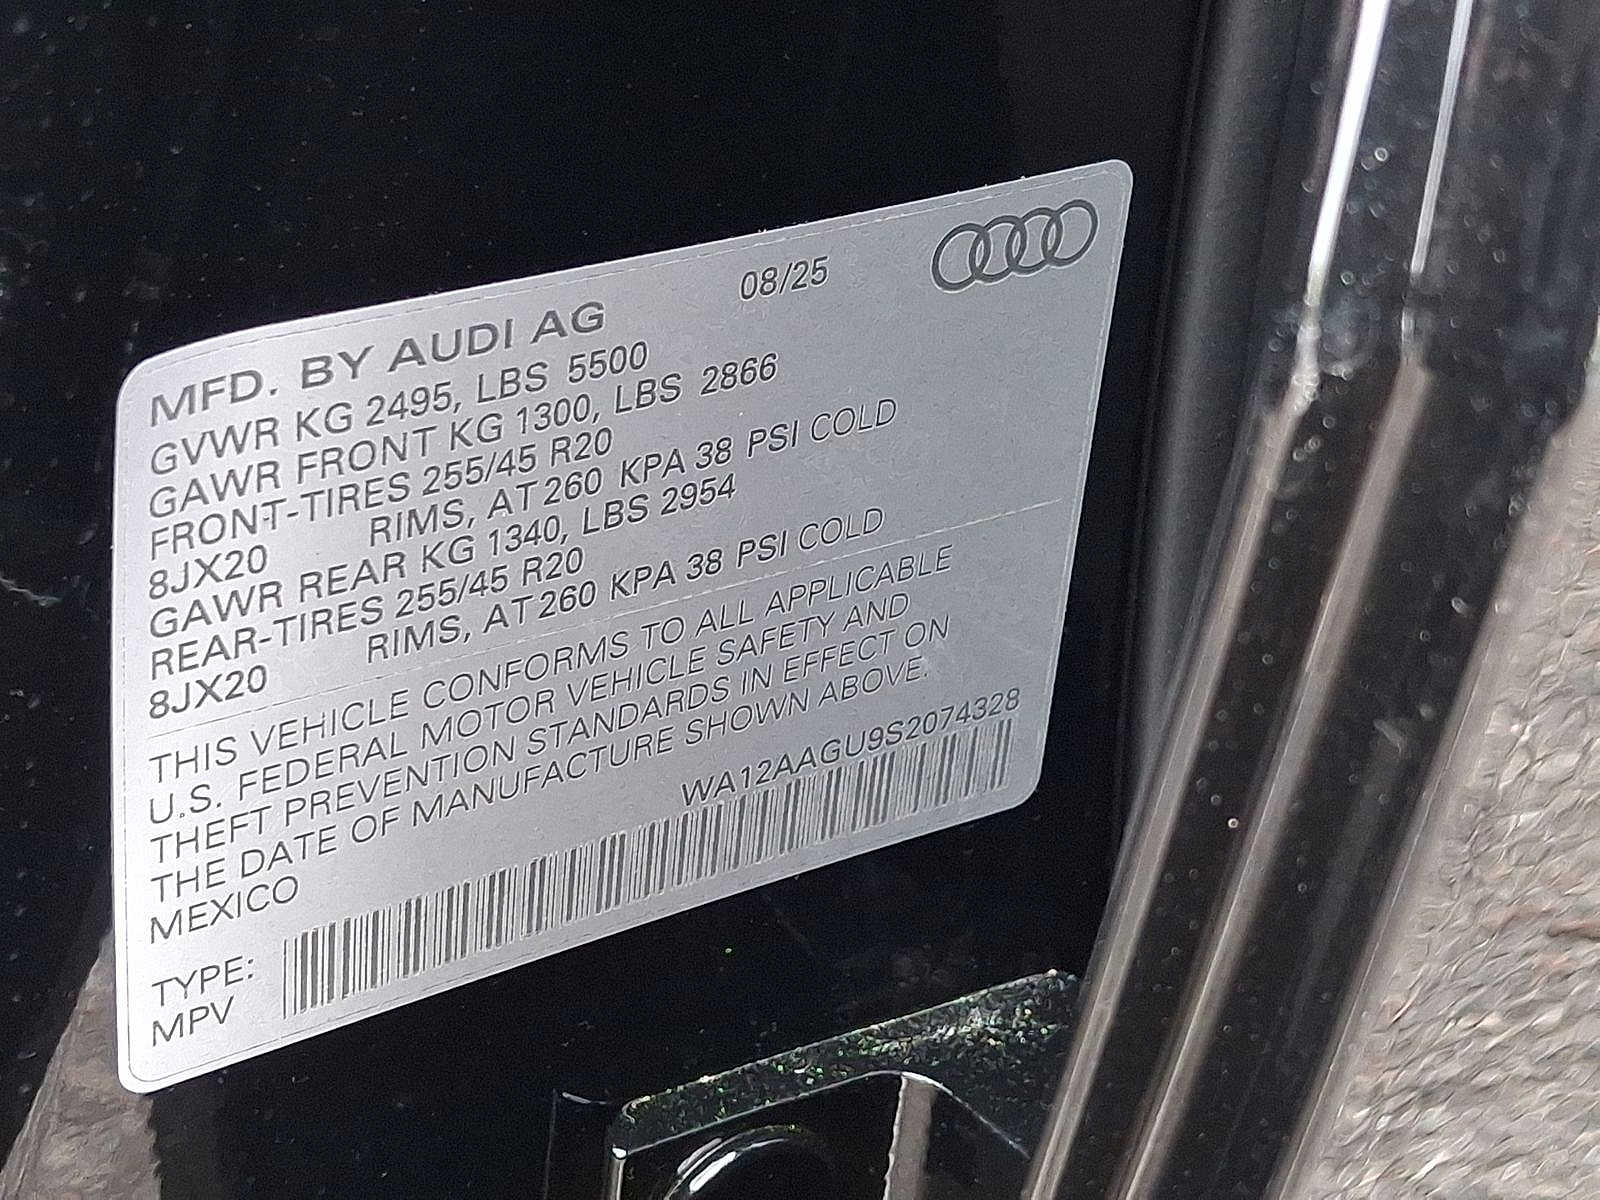 MFD. BY AUDI AG 08/25
GVWR KG 2495, LBS 5500
GAWR FRONT KG 1300, LBS 2866
FRONT-TIRES 255/45 R20
8JX20 RIMS, AT 260 KPA 38 PSI COLD
GAWR REAR KG 1340, LBS 2954
REAR-TIRES 255/45 R20
8JX20 RIMS, AT 260 KPA 38 PSI COLD
THIS VEHICLE CONFORMS TO ALL APPLICABLE
U.S. FEDERAL MOTOR VEHICLE SAFETY AND
THEFT PREVENTION STANDARDS IN EFFECT ON
THE DATE OF MANUFACTURE SHOWN ABOVE.
MEXICO WA12AAGU9S2074328
TYPE:
MPV